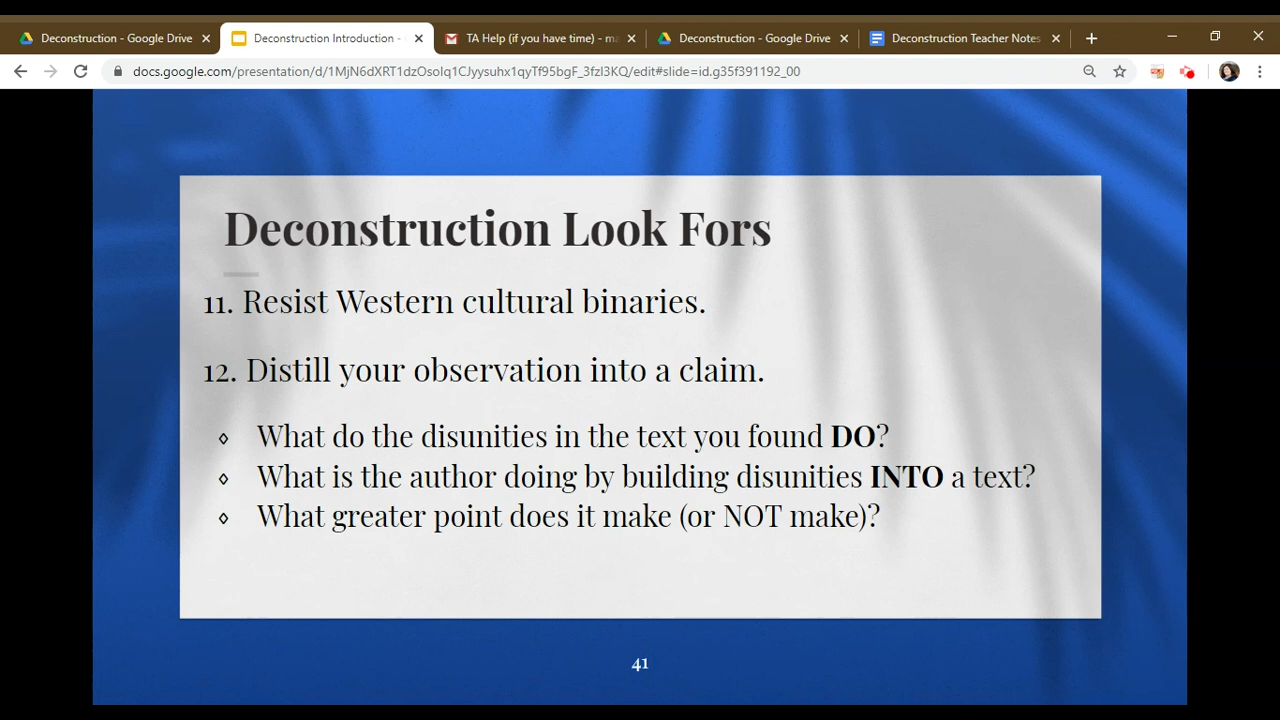 Deconstruction - Google Drive
Deconstruction Introduction -
TA Help (if you have time) - ma
Deconstruction - Google Drive
Deconstruction Teacher Notes
docs.google.com/presentation/d/1MjN6dXRT1dzOsolq1CJyysuhx1qyTf95bgF_3fzI3KQ/edit#slide=id.g35f391192_00
Deconstruction Look Fors
11. Resist Western cultural binaries.
12. Distill your observation into a claim.
◊ What do the disunities in the text you found DO?
◊ What is the author doing by building disunities INTO a text?
◊ What greater point does it make (or NOT make)?
41